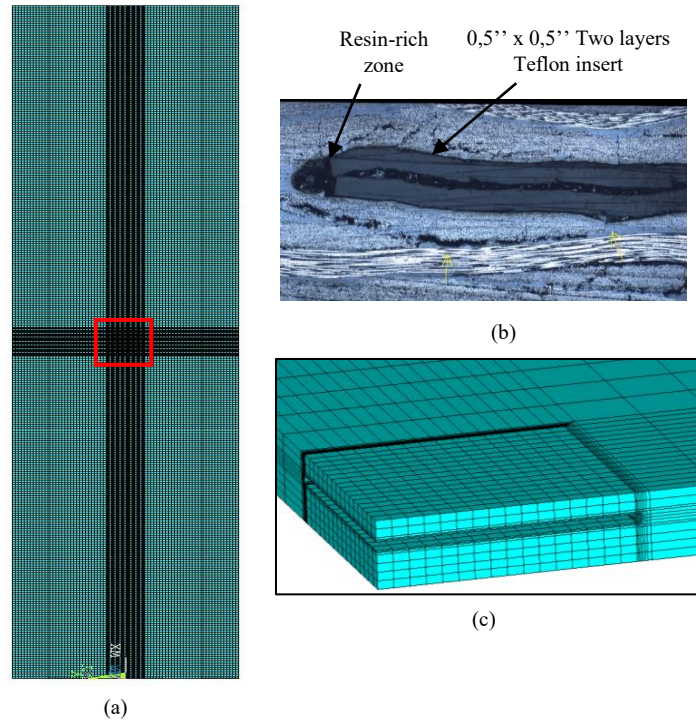 Resin-rich
zone
0,5’’ x 0,5’’ Two layers
Teflon insert
(b)
(c)
(a)